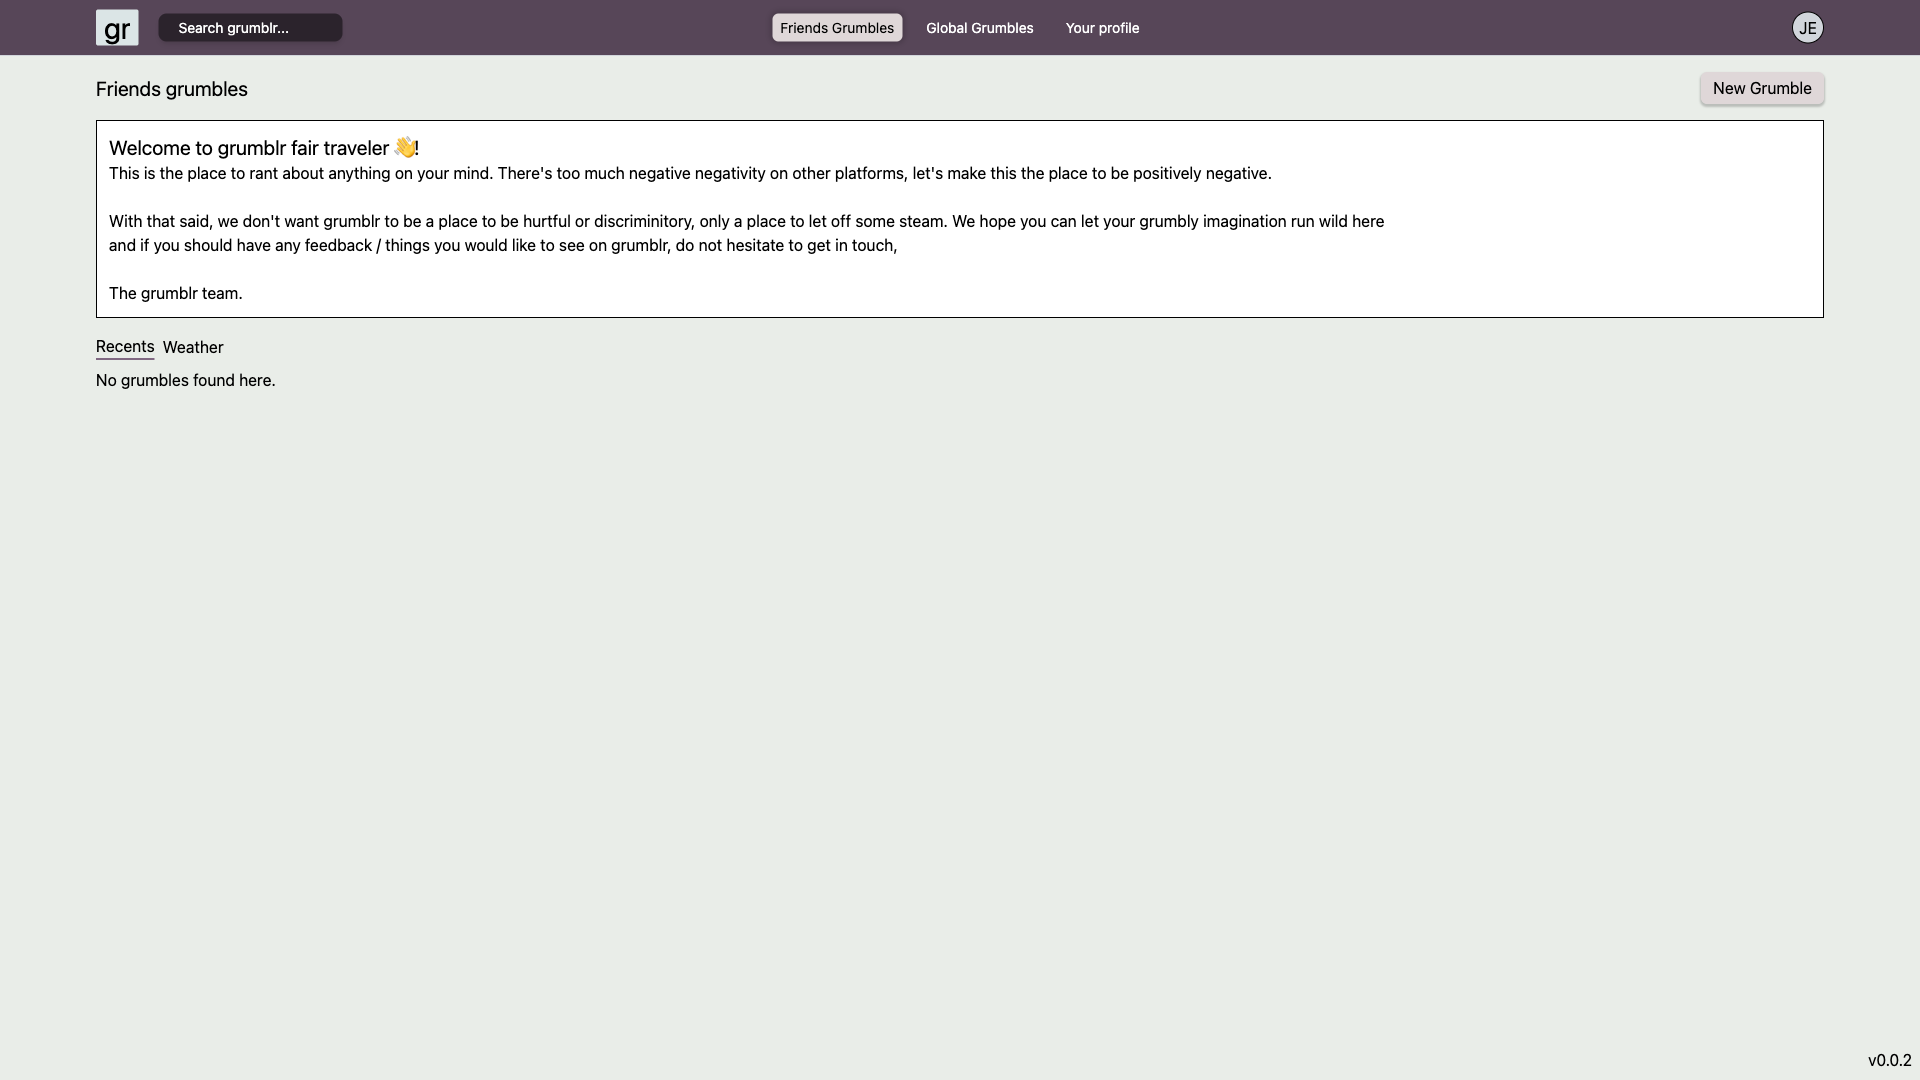 gr
Search grumblr...
Friends Grumbles
Global Grumbles
Your profile
JE
Friends grumbles
New Grumble
Welcome to grumblr fair traveler 👋!
This is the place to rant about anything on your mind. There's too much negative negativity on other platforms, let's make this the place to be positively negative.
With that said, we don't want grumblr to be a place to be hurtful or discriminitory, only a place to let off some steam. We hope you can let your grumbly imagination run wild here
and if you should have any feedback / things you would like to see on grumblr, do not hesitate to get in touch,
The grumblr team.
Recents
Weather
No grumbles found here.
v0.0.2